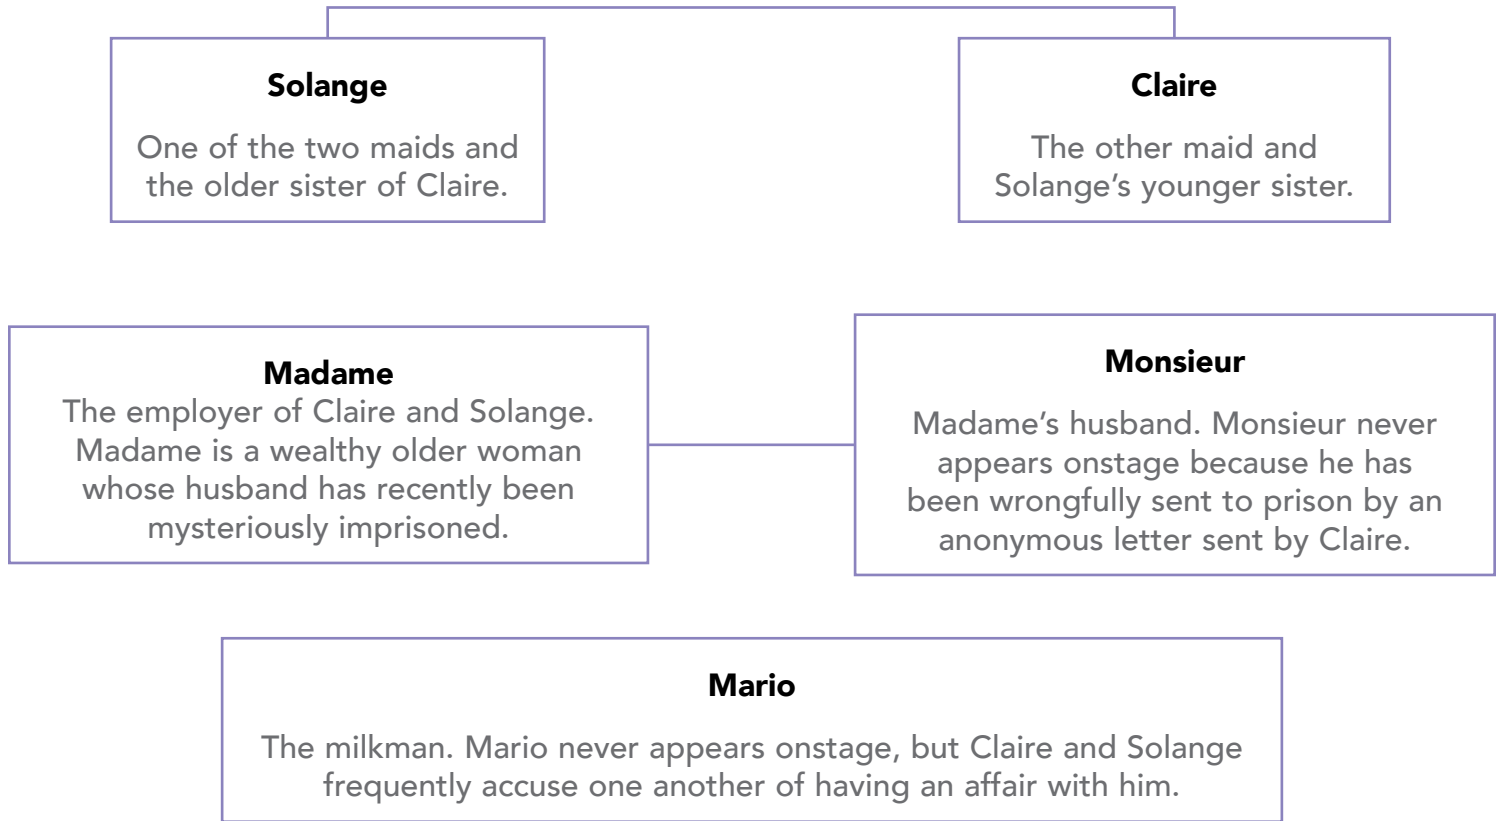 Solange
One of the two maids and
the older sister of Claire.
Claire
The other maid and
Solange’s younger sister.
Madame
The employer of Claire and Solange.
Madame is a wealthy older woman
whose husband has recently been
mysteriously imprisoned.
Monsieur
Madame’s husband. Monsieur never
appears onstage because he has
been wrongfully sent to prison by an
anonymous letter sent by Claire.
Mario
The milkman. Mario never appears onstage, but Claire and Solange
frequently accuse one another of having an affair with him.